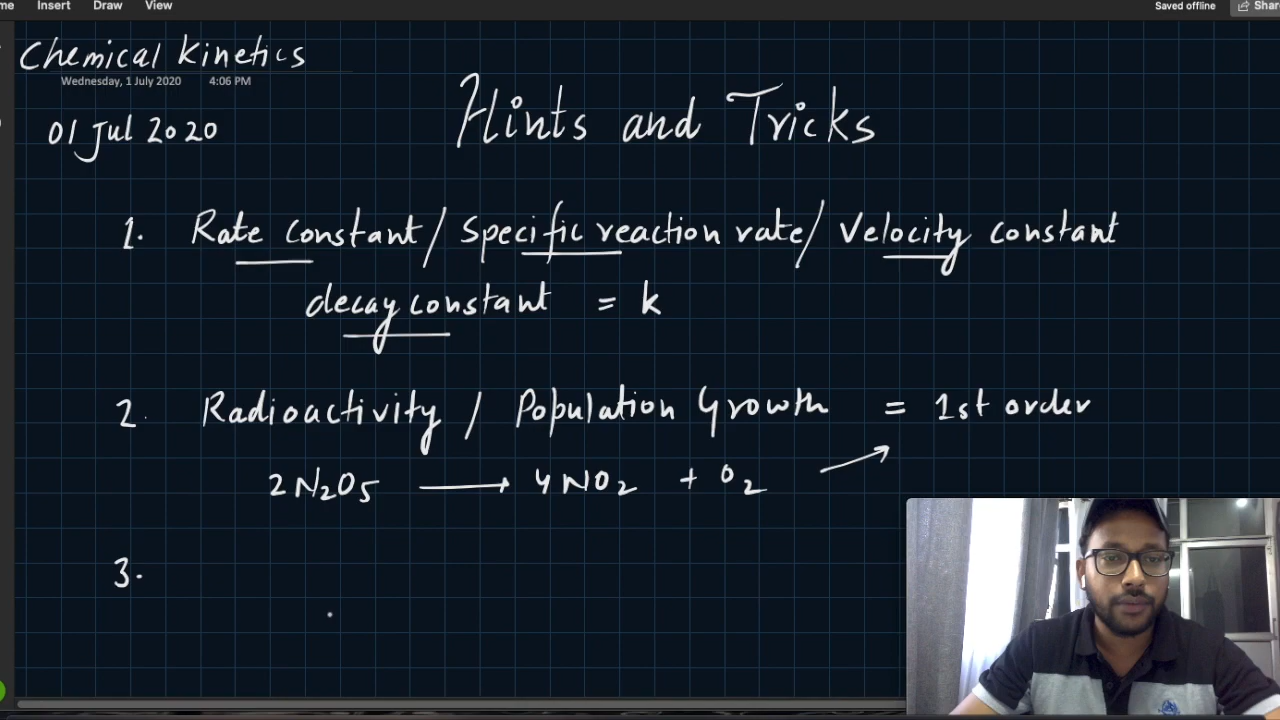 me Insert Draw View Saved offline Shar
Chemical Kinetics
Wednesday, 1 July 2020 4:06 PM
01 Jul 2020
Hints and Tricks
1. Rate constant / Specific reaction rate / Velocity constant
decay constant = k
2. Radioactivity / Population Growth = 1st order
2N₂O₅ ⟶ 4NO₂ + O₂
3.